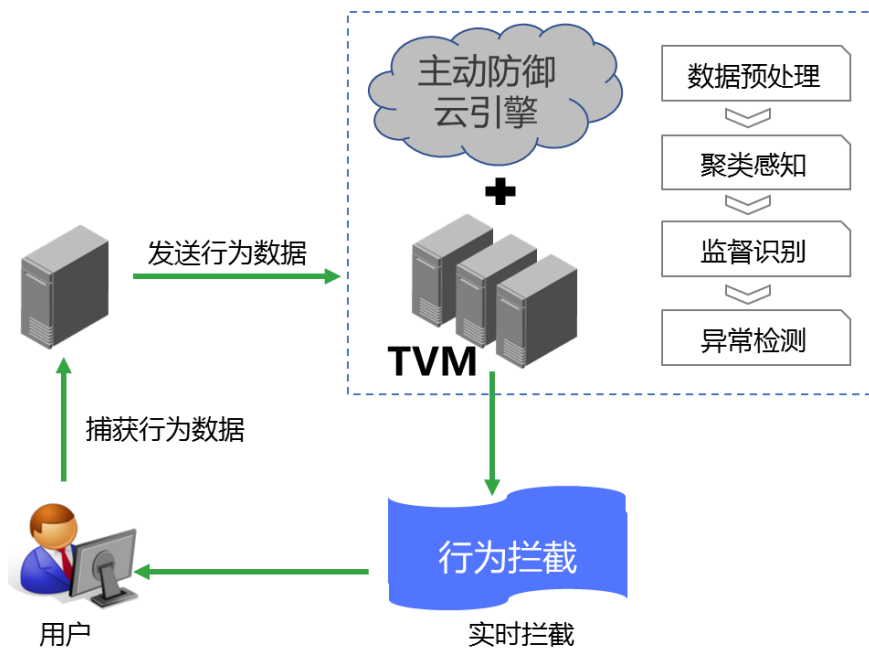 主动防御
云引擎
数据预处理
聚类感知
监督识别
异常检测
发送行为数据
TVM
捕获行为数据
行为拦截
用户
实时拦截